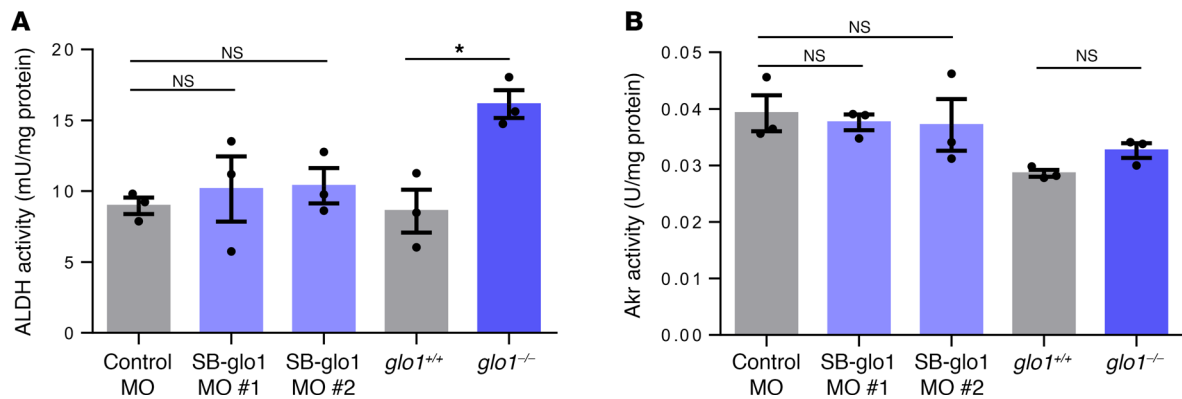 A
ALDH activity (mU/mg protein)
20
15
10
5
0
NS
NS
*
Control
MO
SB-glo1
MO #1
SB-glo1
MO #2
glo1+/+
glo1−/−
B
Akr activity (U/mg protein)
0.05
0.04
0.03
0.02
0.01
0.00
NS
NS
NS
Control
MO
SB-glo1
MO #1
SB-glo1
MO #2
glo1+/+
glo1−/−